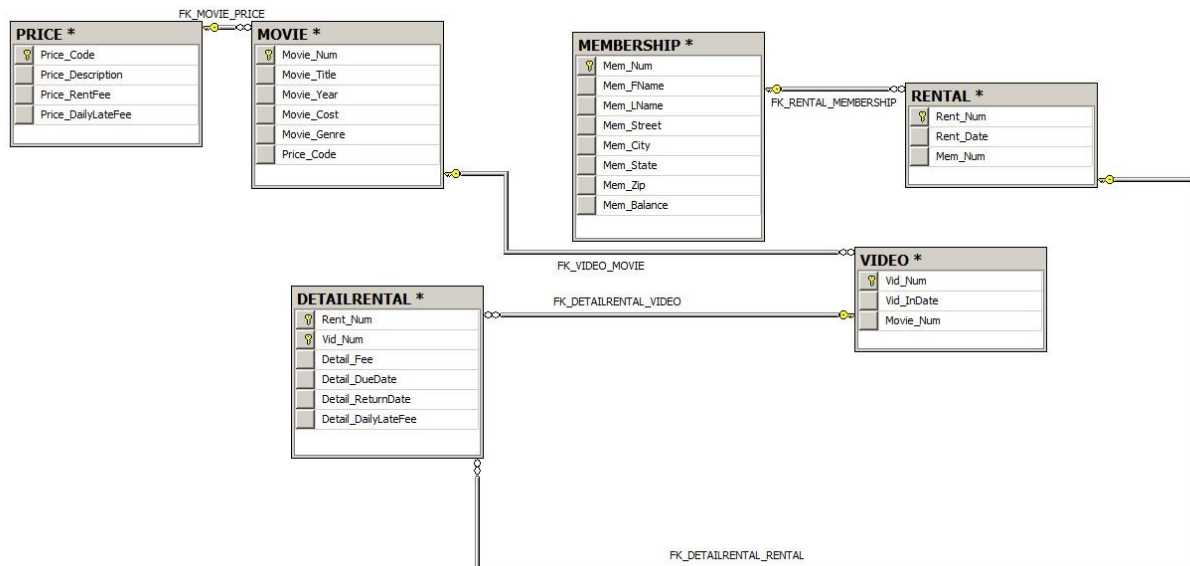 FK_MOVIE_PRICE
PRICE *
Price_Code
Price_Description
Price_RentFee
Price_DailyLateFee
MOVIE *
Movie_Num
Movie_Title
Movie_Year
Movie_Cost
Movie_Genre
Price_Code
MEMBERSHIP *
Mem_Num
Mem_FName
Mem_LName
Mem_Street
Mem_City
Mem_State
Mem_Zip
Mem_Balance
FK_RENTAL_MEMBERSHIP
RENTAL *
Rent_Num
Rent_Date
Mem_Num
FK_VIDEO_MOVIE
VIDEO *
Vid_Num
Vid_InDate
Movie_Num
FK_DETAILRENTAL_VIDEO
DETAILRENTAL *
Rent_Num
Vid_Num
Detail_Fee
Detail_DueDate
Detail_ReturnDate
Detail_DailyLateFee
FK_DETAILRENTAL_RENTAL